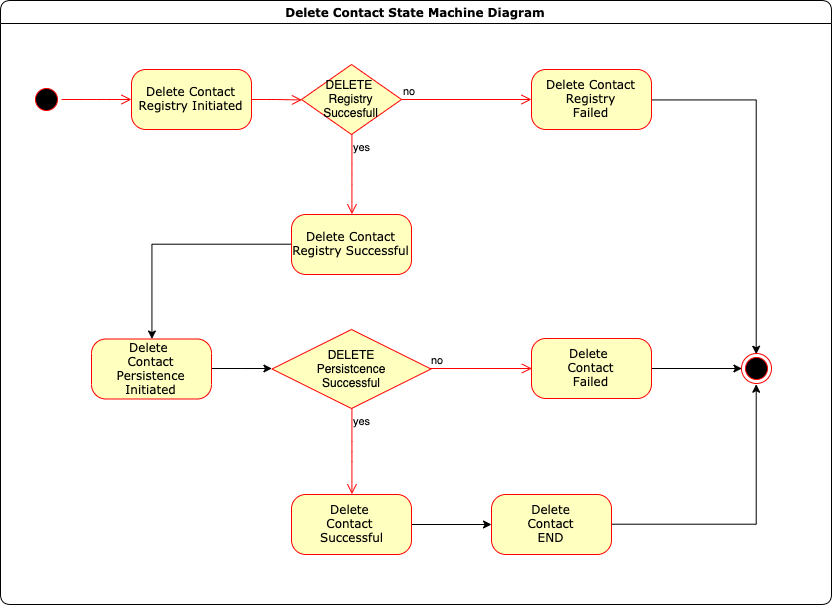 Delete Contact State Machine Diagram
Delete Contact
Registry Initiated
DELETE
Registry
Succesfull
no
Delete Contact
Registry
Failed
yes
Delete Contact
Registry Successful
Delete
Contact
Persistence
Initiated
DELETE
Persistcence
Successful
no
Delete
Contact
Failed
yes
Delete
Contact
Successful
Delete
Contact
END